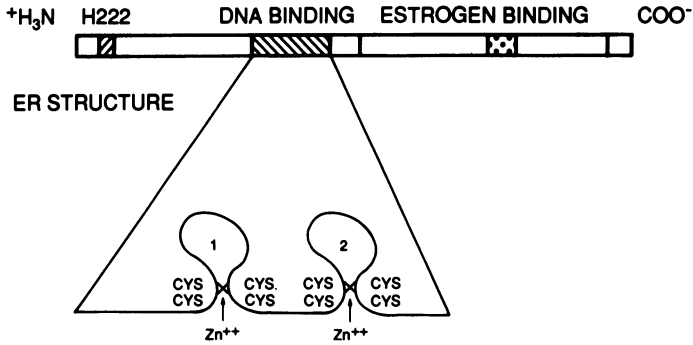 ⁺H₃N H222 DNA BINDING ESTROGEN BINDING COO⁻
ER STRUCTURE
1 2
CYS CYS. CYS CYS
CYS CYS CYS CYS
Zn⁺⁺ Zn⁺⁺